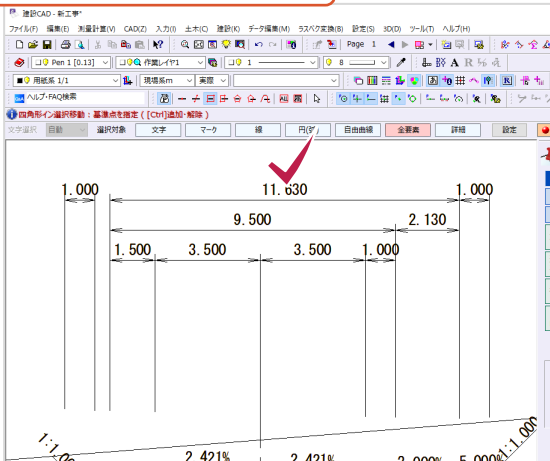 建設CAD - 新工事*
ファイル(F) 編集(E) 測量計算(V) CAD(Z) 入力(I) 土木(C) 建設(K) データ編集(M) ラスベク変換(B) 設定(S) 3D(D) ツール(T) ヘルプ(H)
Page 1
1 Pen 1 [0.13] 1 作業レイヤ1 1 8
用紙系 1/1 現場系m 実寸
ヘルプ・FAQ検索
四角形イン選択移動：基準点を指定 ( [Ctrl]追加・解除 )
文字選択 自動 選択対象 文字 マーク 線 自由曲線 全要素 詳細 設定
1.000 11.630 1.000
9.500 2.130
1.500 3.500 3.500 1.000
2.421% 2.421%